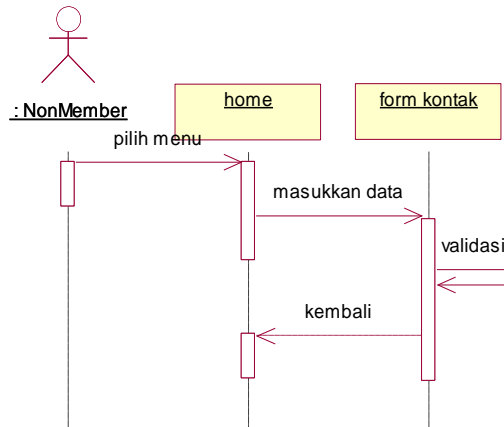 : NonMember
home
form kontak
pilih menu
masukkan data
validasi
kembali